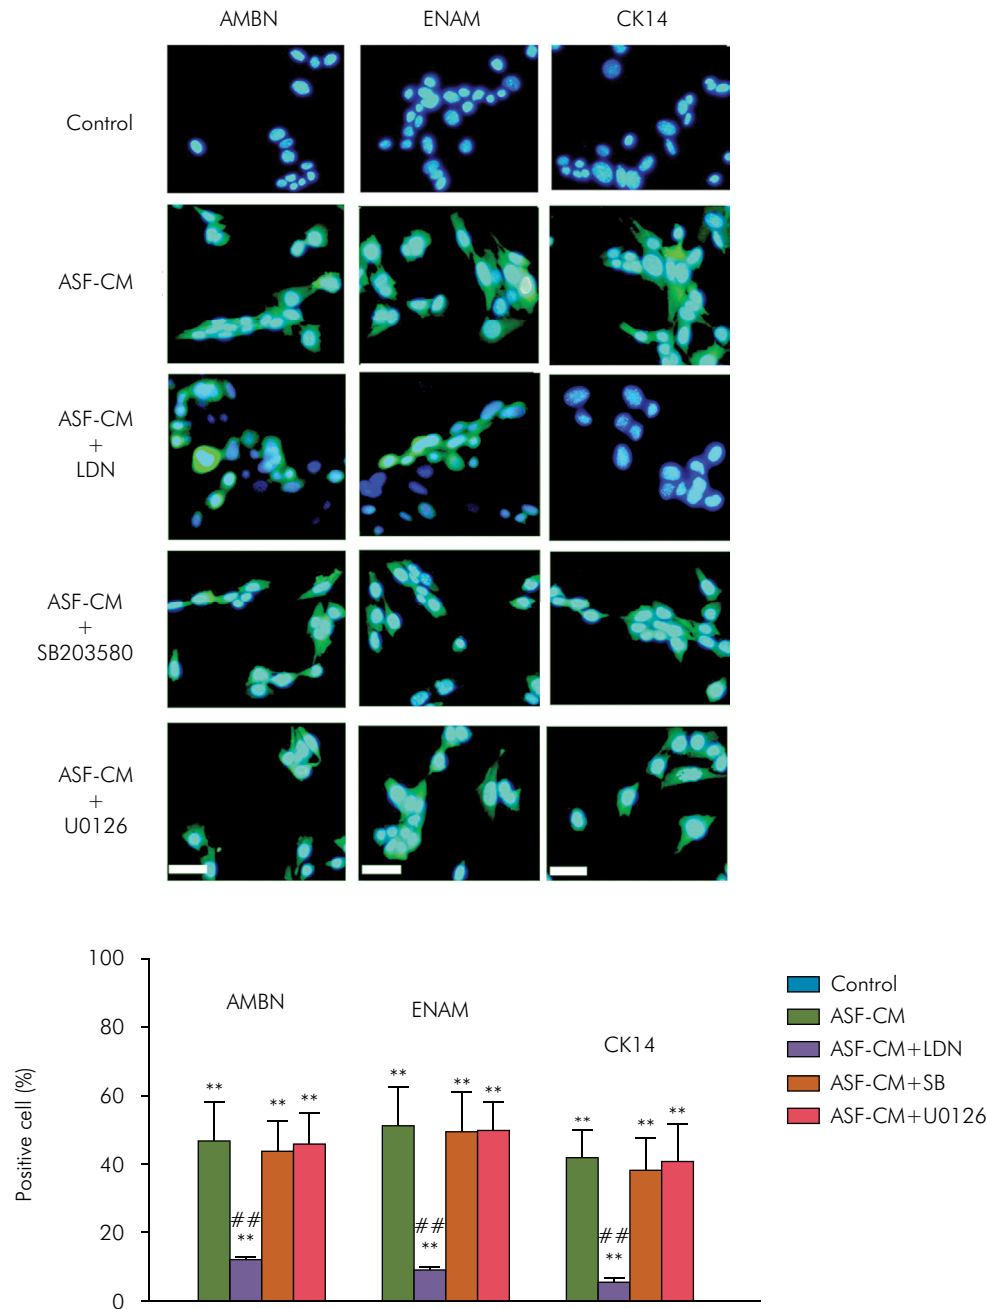 AMBN ENAM CK14
Control
ASF-CM
ASF-CM
+
LDN
ASF-CM
+
SB203580
ASF-CM
+
U0126
100
80
60
40
20
0
Positive cell (%)
AMBN
ENAM
CK14
** ** **
##
**
** ** **
##
**
** ** **
##
**
Control
ASF-CM
ASF-CM+LDN
ASF-CM+SB
ASF-CM+U0126